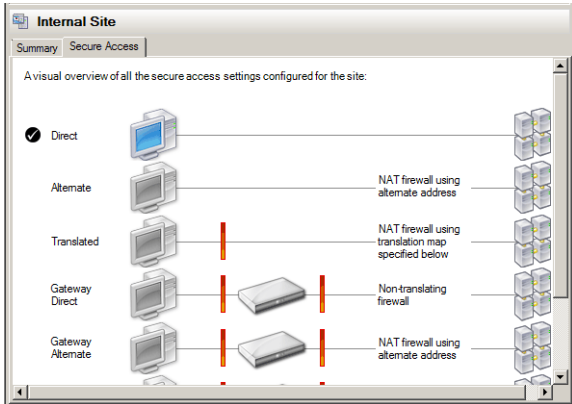 Internal Site
Summary
Secure Access
A visual overview of all the secure access settings configured for the site:
Direct
Alternate
NAT firewall using
alternate address
Translated
NAT firewall using
translation map
specified below
Gateway
Direct
Non-translating
firewall
Gateway
Alternate
NAT firewall using
alternate address